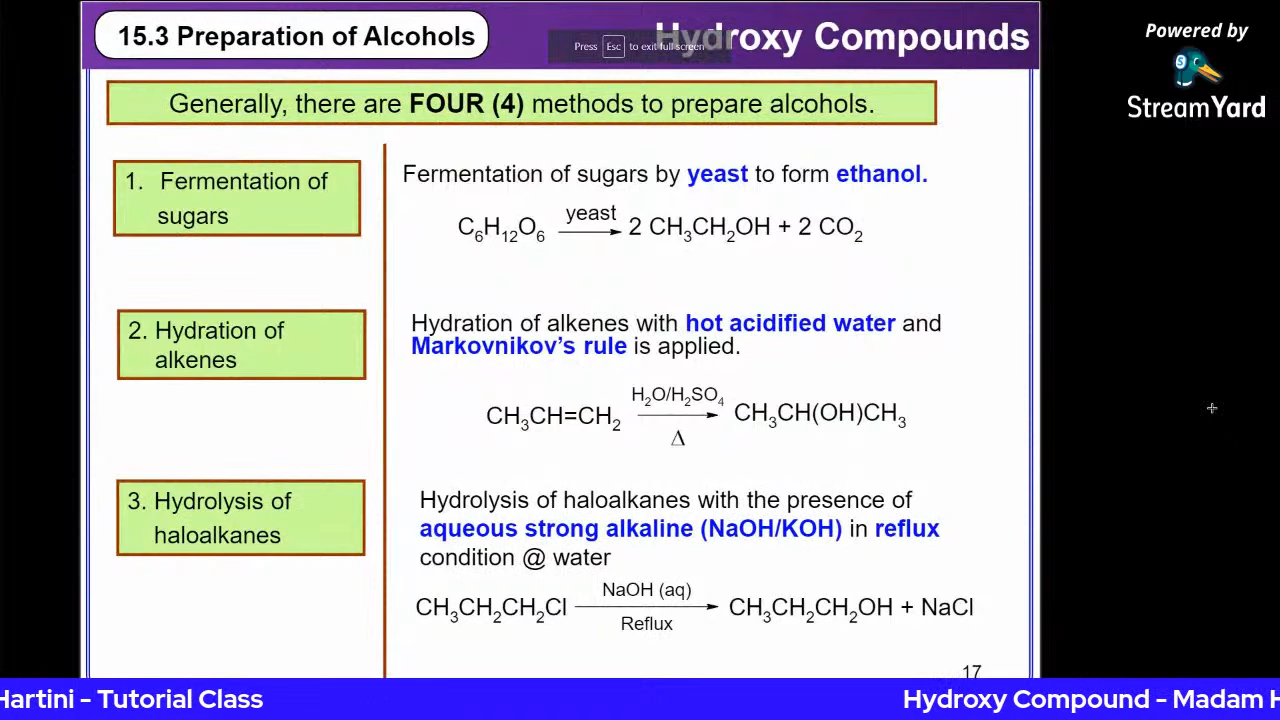 15.3 Preparation of Alcohols
Hydroxy Compounds
Press Esc to exit full screen
Powered by
StreamYard
Generally, there are FOUR (4) methods to prepare alcohols.
1. Fermentation of
sugars
Fermentation of sugars by yeast to form ethanol.
yeast
C₆H₁₂O₆ → 2 CH₃CH₂OH + 2 CO₂
2. Hydration of
alkenes
Hydration of alkenes with hot acidified water and
Markovnikov's rule is applied.
H₂O/H₂SO₄
CH₃CH=CH₂ → CH₃CH(OH)CH₃
Δ
3. Hydrolysis of
haloalkanes
Hydrolysis of haloalkanes with the presence of
aqueous strong alkaline (NaOH/KOH) in reflux
condition @ water
NaOH (aq)
CH₃CH₂CH₂Cl → CH₃CH₂CH₂OH + NaCl
Reflux
17
Hartini - Tutorial Class
Hydroxy Compound - Madam H